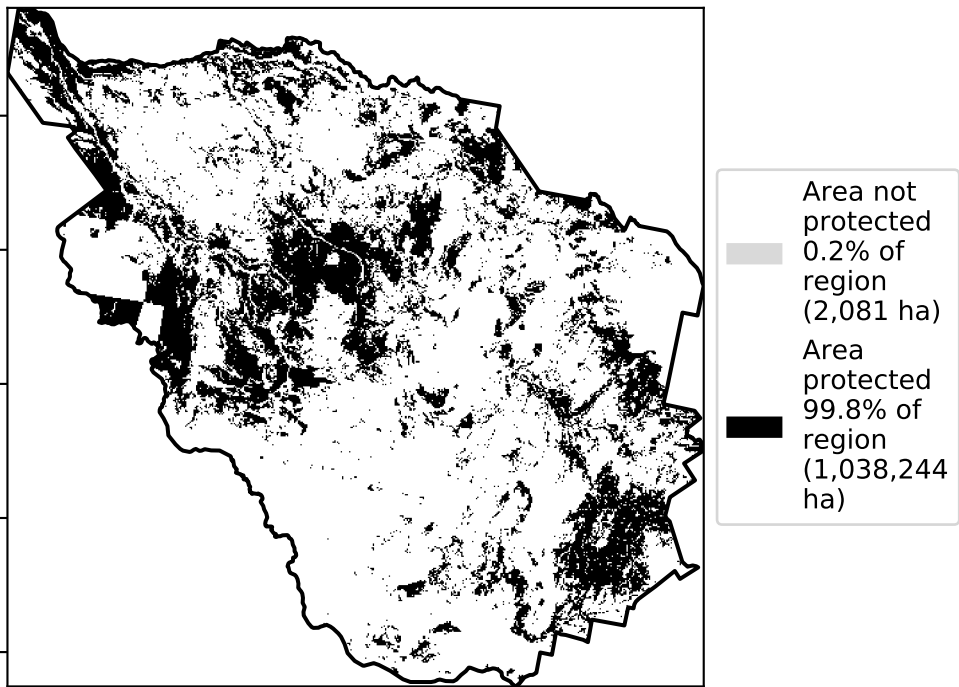 Area not
protected
0.2% of
region
(2,081 ha)
Area
protected
99.8% of
region
(1,038,244
ha)